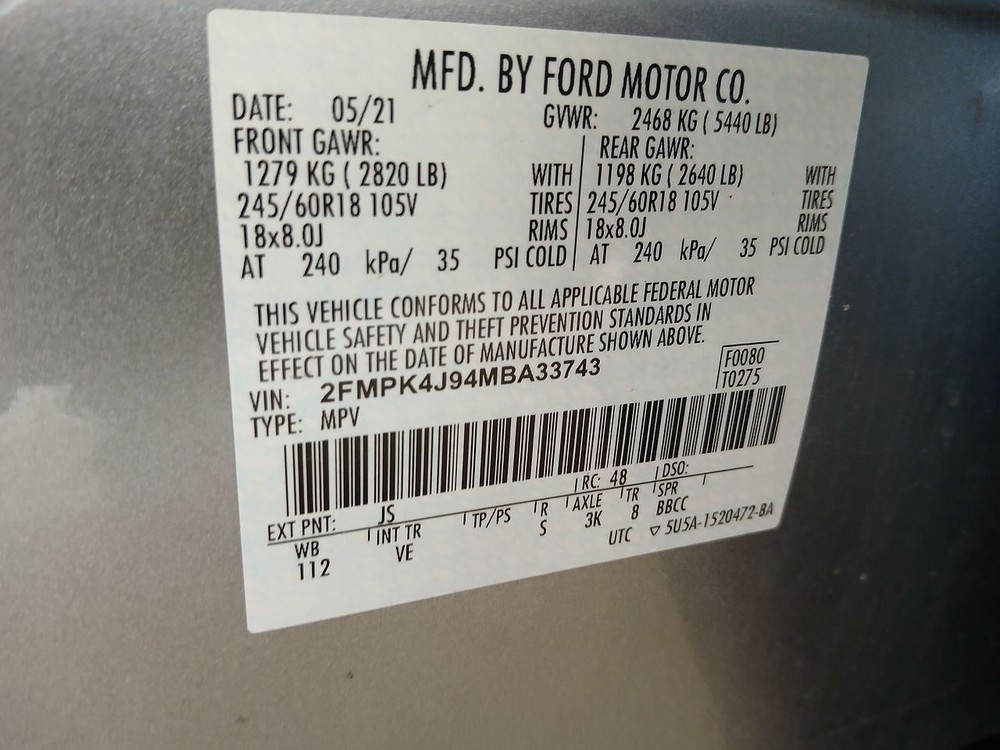 MFD. BY FORD MOTOR CO.
DATE: 05/21 GVWR: 2468 KG ( 5440 LB)
FRONT GAWR: REAR GAWR:
1279 KG ( 2820 LB) WITH 1198 KG ( 2640 LB) WITH
245/60R18 105V TIRES 245/60R18 105V TIRES
18x8.0J RIMS 18x8.0J RIMS
AT 240 kPa/ 35 PSI COLD AT 240 kPa/ 35 PSI COLD
THIS VEHICLE CONFORMS TO ALL APPLICABLE FEDERAL MOTOR
VEHICLE SAFETY AND THEFT PREVENTION STANDARDS IN
EFFECT ON THE DATE OF MANUFACTURE SHOWN ABOVE.
VIN: 2FMPK4J94MBA33743 F0080
TYPE: MPV T0275
EXT PNT: JS RC: 48 DSO:
WB INT TR TP/PS R AXLE TR SPR
112 VE S 3K 8 BBCC
UTC ▽ 5U5A-1520472-BA